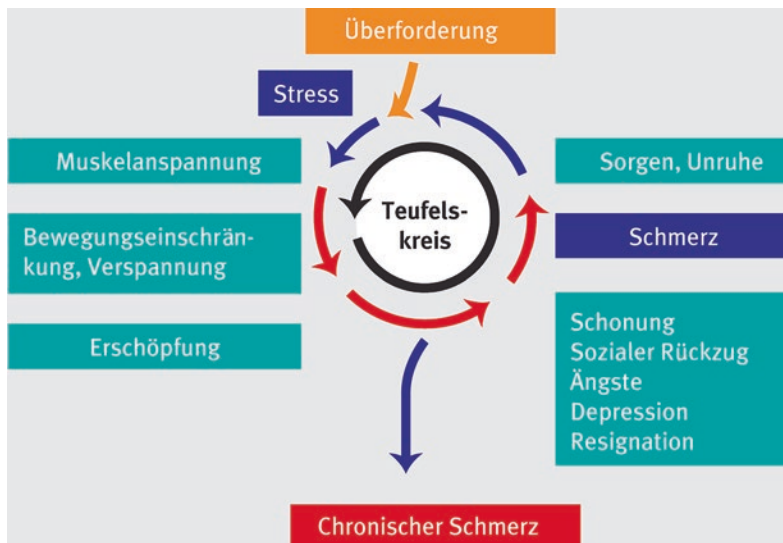 Überforderung
Stress
Muskelanspannung
Bewegungseinschrän-
kung, Verspannung
Erschöpfung
Teufels-
kreis
Sorgen, Unruhe
Schmerz
Schonung
Sozialer Rückzug
Ängste
Depression
Resignation
Chronischer Schmerz